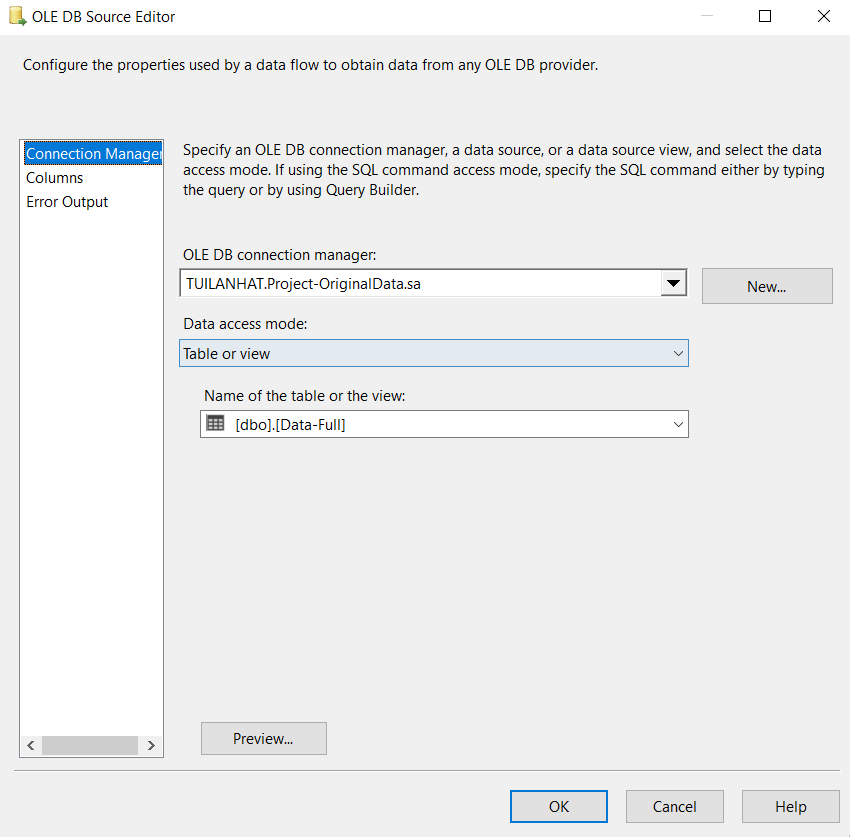 OLE DB Source Editor
Configure the properties used by a data flow to obtain data from any OLE DB provider.
Connection Manager
Columns
Error Output
Specify an OLE DB connection manager, a data source, or a data source view, and select the data
access mode. If using the SQL command access mode, specify the SQL command either by typing
the query or by using Query Builder.
OLE DB connection manager:
TUILANHAT.Project-OriginalData.sa
New...
Data access mode:
Table or view
Name of the table or the view:
[dbo].[Data-Full]
Preview...
OK
Cancel
Help